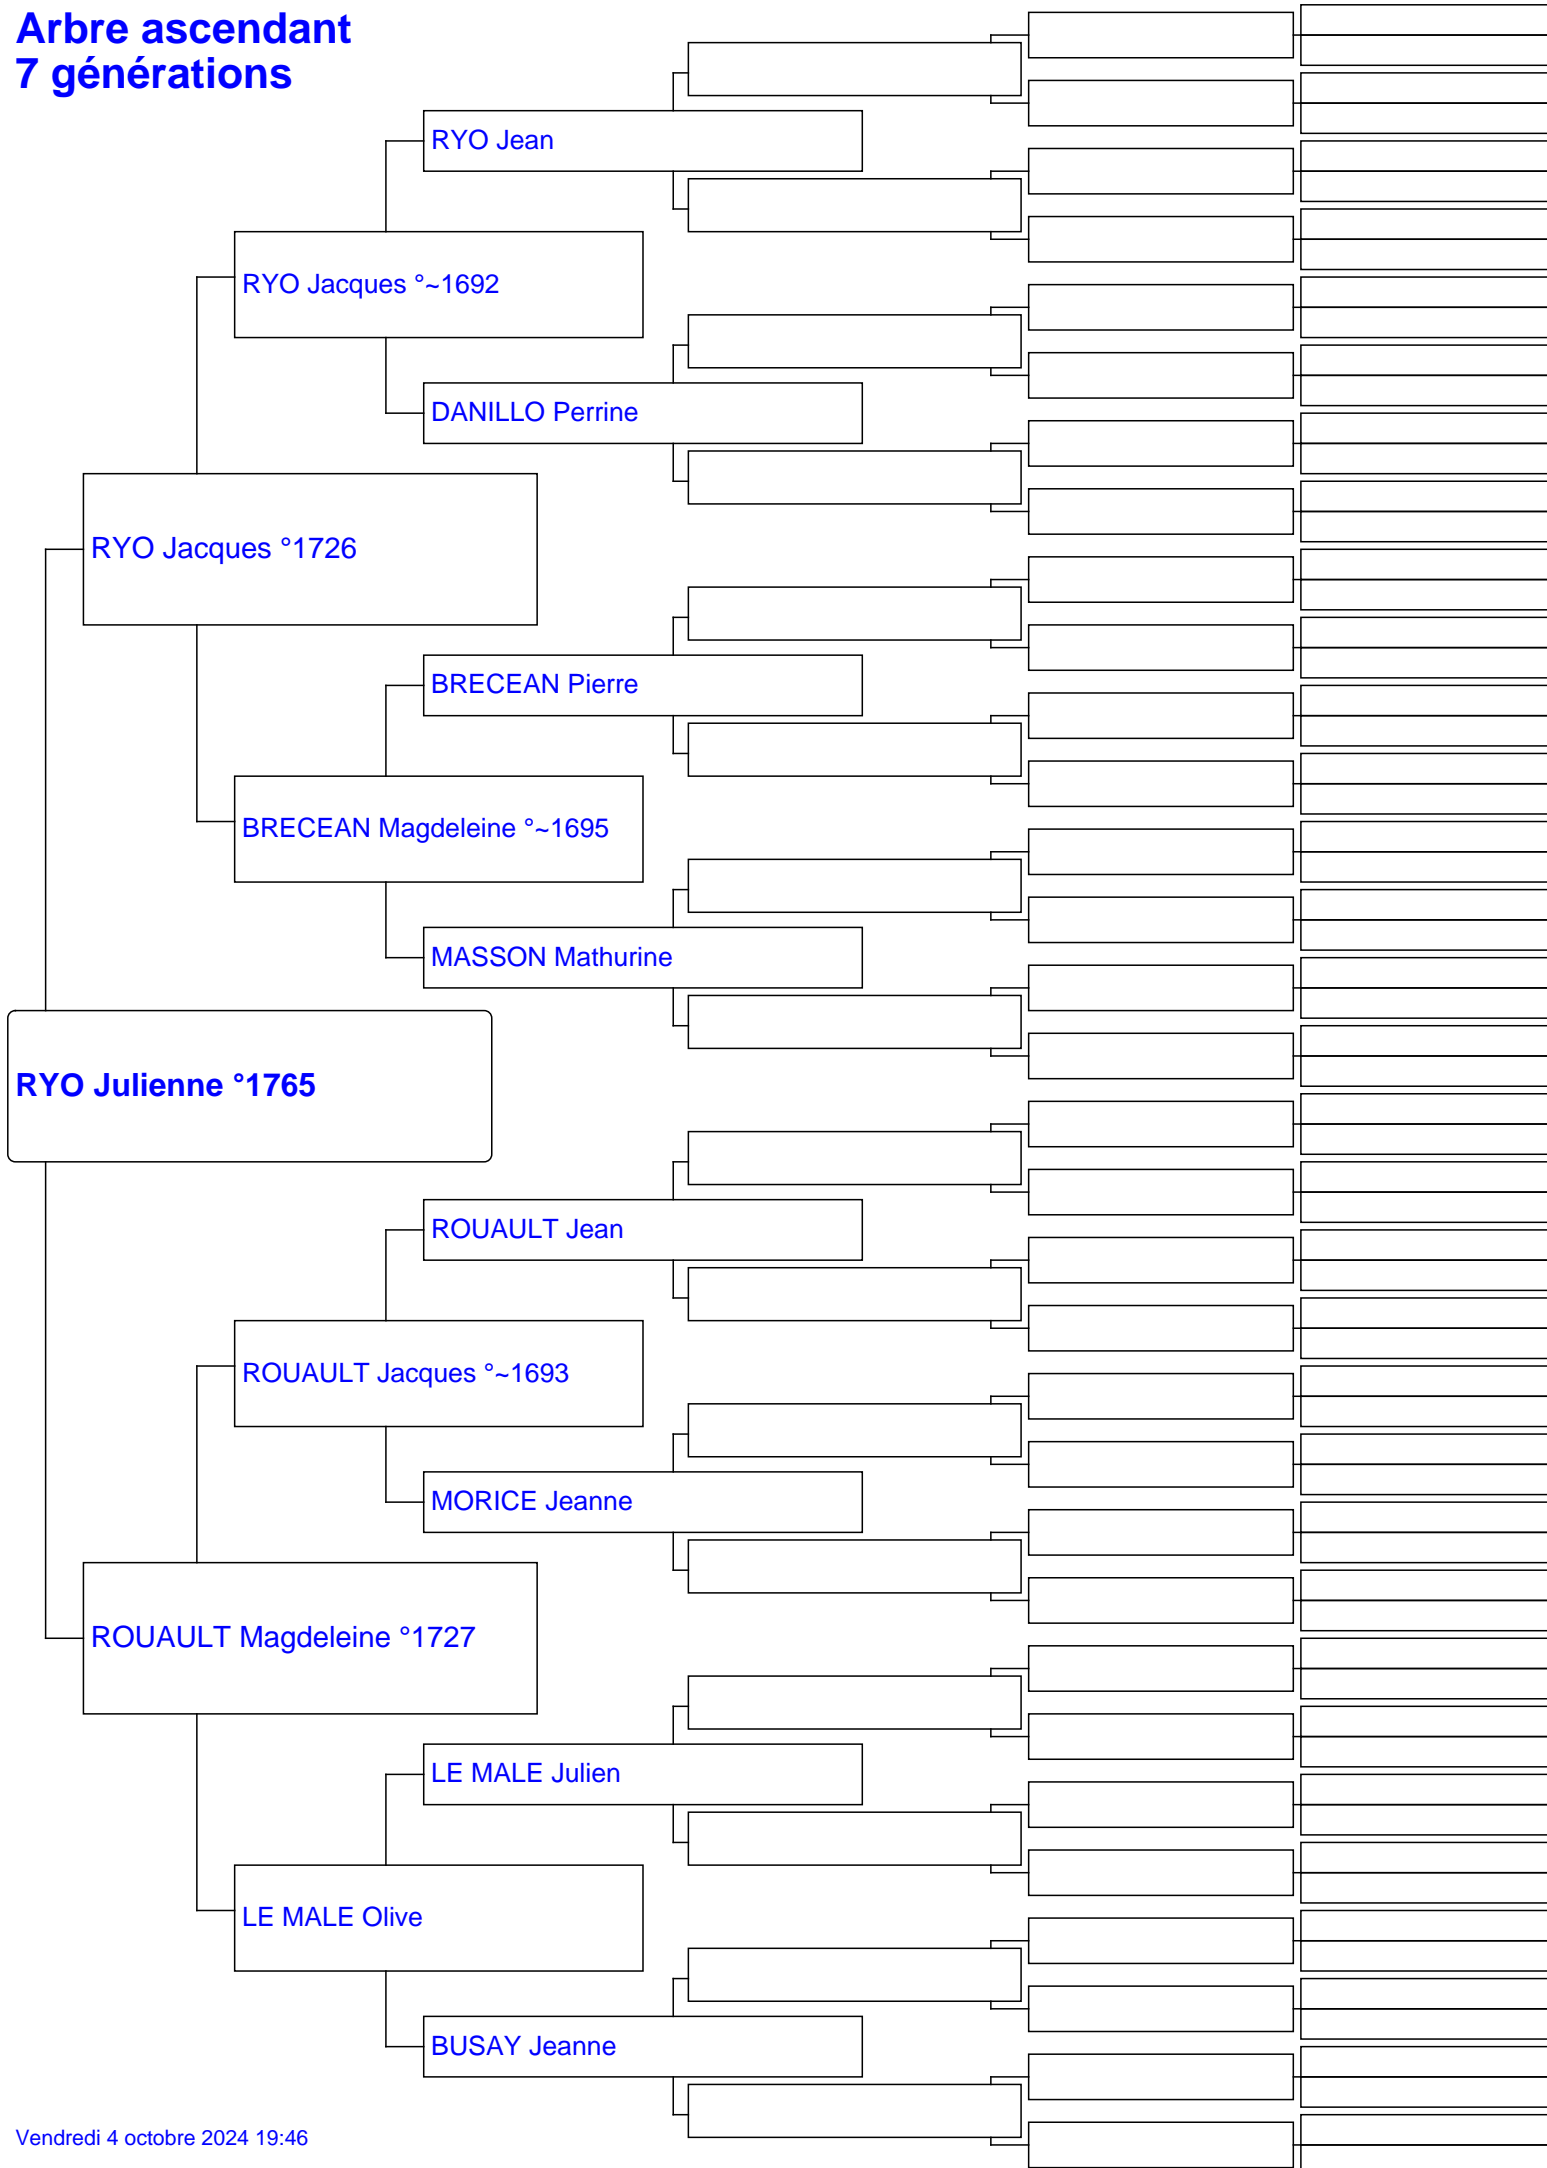 Arbre ascendant
7 générations
RYO Jean
RYO Jacques °~1692
DANILLO Perrine
RYO Jacques °1726
BRECEAN Pierre
BRECEAN Magdeleine °~1695
MASSON Mathurine
RYO Julienne °1765
ROUAULT Jean
ROUAULT Jacques °~1693
MORICE Jeanne
ROUAULT Magdeleine °1727
LE MALE Julien
LE MALE Olive
BUSAY Jeanne
Vendredi 4 octobre 2024 19:46